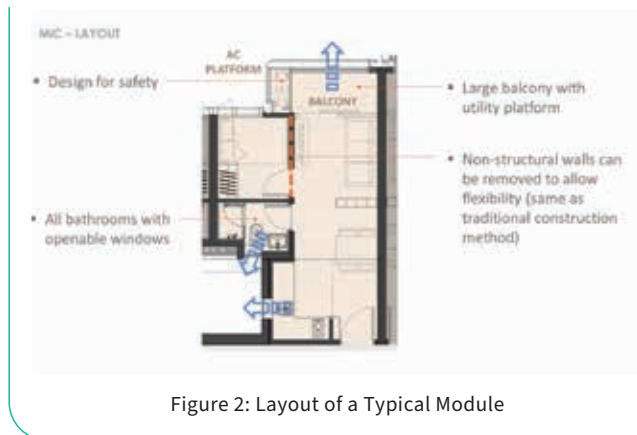 MiC – LAYOUT
AC
PLATFORM
• Design for safety
BALCONY
• Large balcony with
utility platform
• Non-structural walls can
be removed to allow
flexibility (same as
traditional construction
method)
• All bathrooms with
openable windows
Figure 2: Layout of a Typical Module